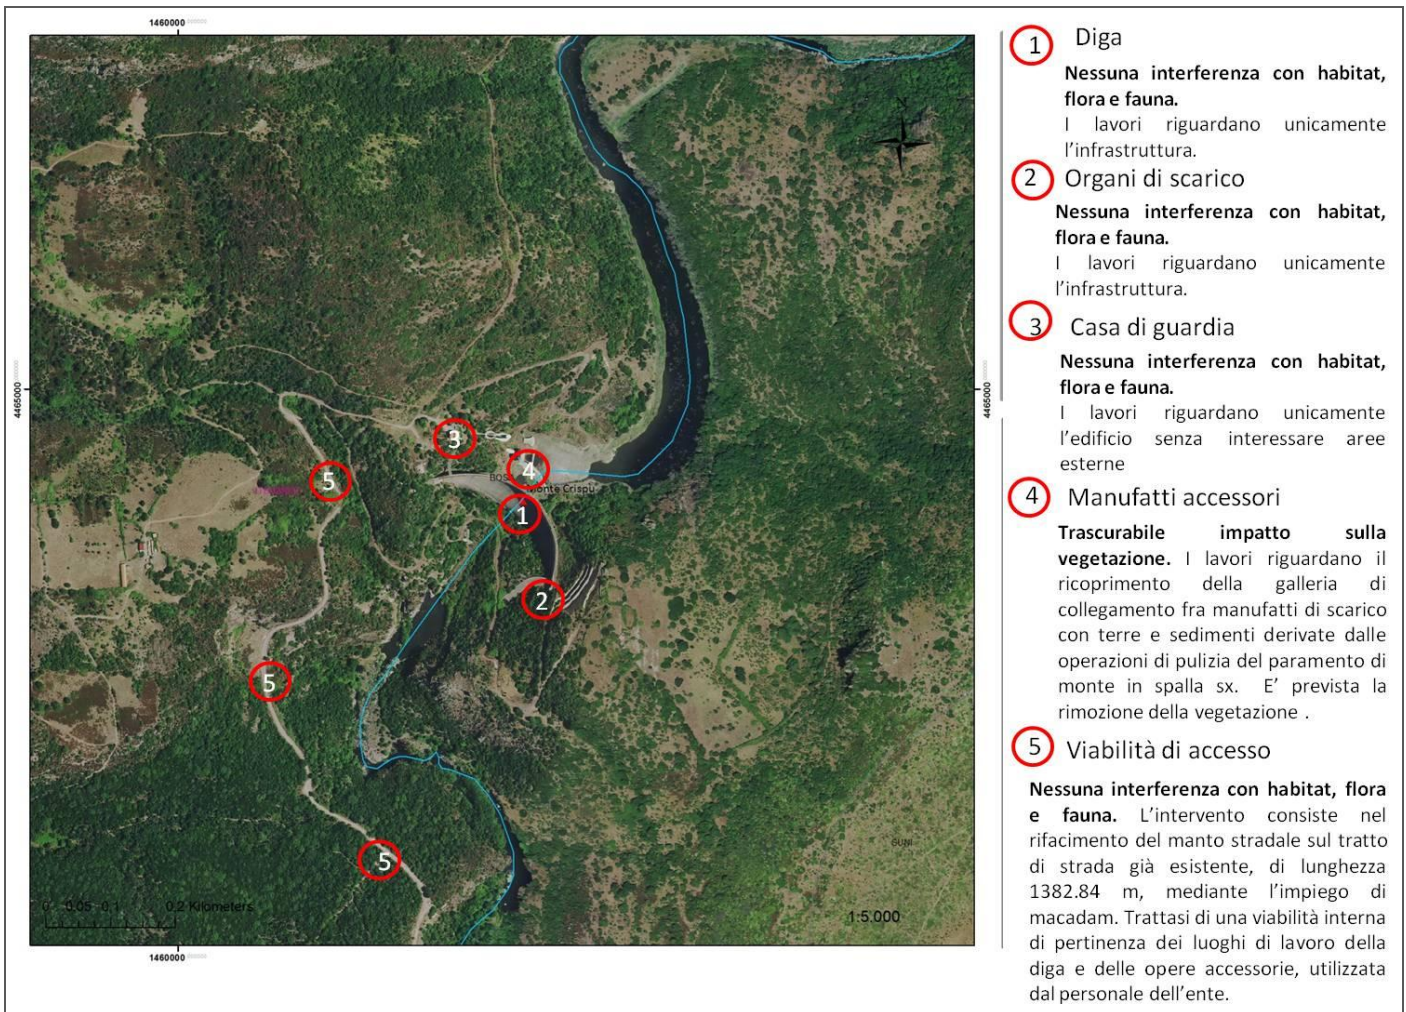 1460000
N
4465000
4465000
3
4
BOSA
Monte Crispu
5
1
2
5
5
SUNI
0 0,05 0,1 0,2 Kilometers
1:5.000
1460000
1 Diga
Nessuna interferenza con habitat,
flora e fauna.
I lavori riguardano unicamente
l’infrastruttura.
2 Organi di scarico
Nessuna interferenza con habitat,
flora e fauna.
I lavori riguardano unicamente
l’infrastruttura.
3 Casa di guardia
Nessuna interferenza con habitat,
flora e fauna.
I lavori riguardano unicamente
l’edificio senza interessare aree
esterne
4 Manufatti accessori
Trascurabile impatto sulla
vegetazione. I lavori riguardano il
ricoprimento della galleria di
collegamento fra manufatti di scarico
con terre e sedimenti derivate dalle
operazioni di pulizia del paramento di
monte in spalla sx. E’ prevista la
rimozione della vegetazione .
5 Viabilità di accesso
Nessuna interferenza con habitat, flora
e fauna. L’intervento consiste nel
rifacimento del manto stradale sul tratto
di strada già esistente, di lunghezza
1382.84 m, mediante l’impiego di
macadam. Trattasi di una viabilità interna
di pertinenza dei luoghi di lavoro della
diga e delle opere accessorie, utilizzata
dal personale dell’ente.